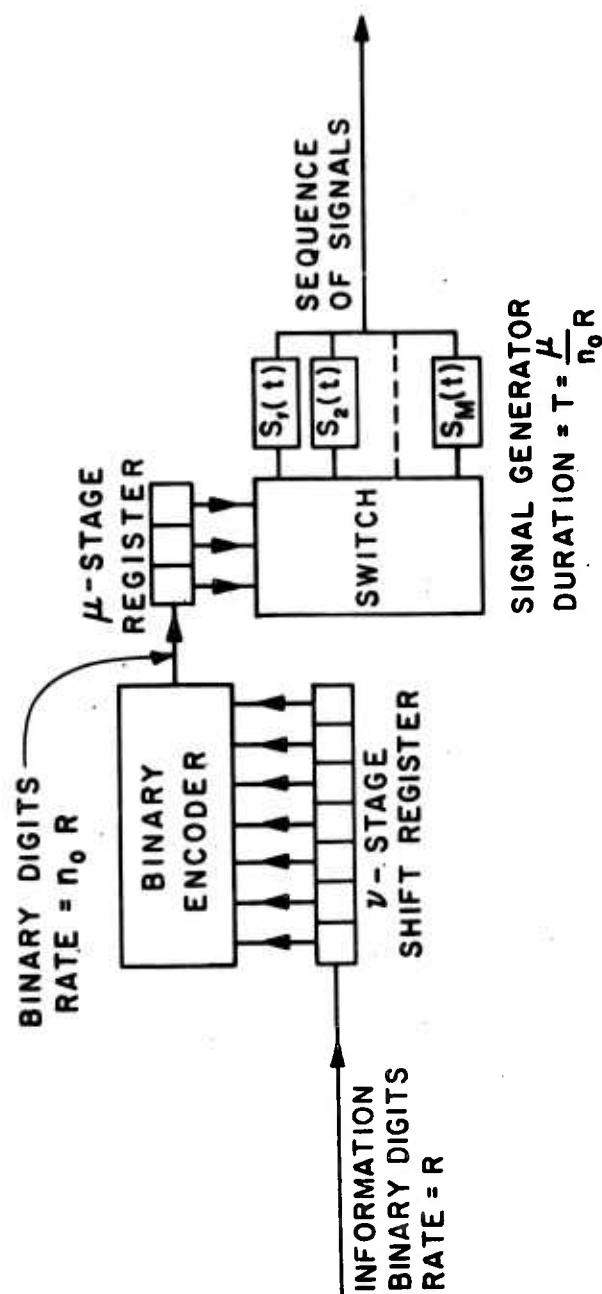 BINARY DIGITS
RATE = n₀ R
μ-STAGE
REGISTER
BINARY
ENCODER
SEQUENCE
OF SIGNALS
S₁(t)
S₂(t)
S_M(t)
SWITCH
INFORMATION
BINARY DIGITS
RATE = R
ν-STAGE
SHIFT REGISTER
SIGNAL GENERATOR
DURATION = T = μ/n₀R